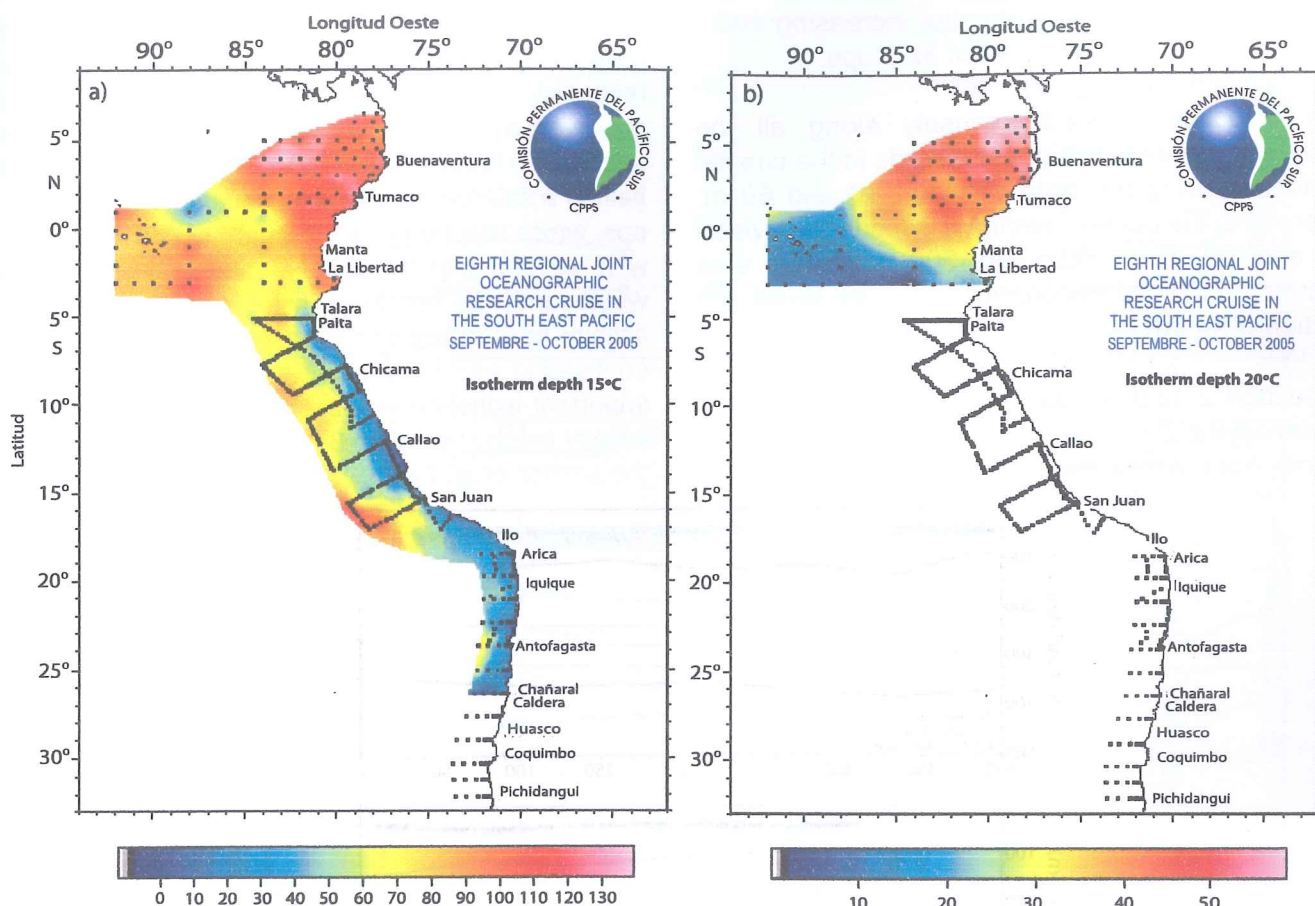 Longitud Oeste
90º 85º 80º 75º 70º 65º
a)
COMISIÓN PERMANENTE DEL PACÍFICO SUR
CPPS
5º
N
0º
5º
S
10º
15º
20º
25º
30º
Latitud
Buenaventura
Tumaco
Manta
La Libertad
Talara
Paita
Chicama
Callao
San Juan
Ilo
Arica
Iquique
Antofagasta
Chañaral
Caldera
Huasco
Coquimbo
Pichidangui
EIGHTH REGIONAL JOINT
OCEANOGRAPHIC
RESEARCH CRUISE IN
THE SOUTH EAST PACIFIC
SEPTEMBRE - OCTOBER 2005
Isotherm depth 15ºC
0 10 20 30 40 50 60 70 80 90 100 110 120 130
Longitud Oeste
90º 85º 80º 75º 70º 65º
b)
COMISIÓN PERMANENTE DEL PACÍFICO SUR
CPPS
5º
N
0º
5º
S
10º
15º
20º
25º
30º
Buenaventura
Tumaco
Manta
La Libertad
Talara
Paita
Chicama
Callao
San Juan
Ilo
Arica
Iquique
Antofagasta
Chañaral
Caldera
Huasco
Coquimbo
Pichidangui
EIGHTH REGIONAL JOINT
OCEANOGRAPHIC
RESEARCH CRUISE IN
THE SOUTH EAST PACIFIC
SEPTEMBRE - OCTOBER 2005
Isotherm depth 20ºC
10 20 30 40 50